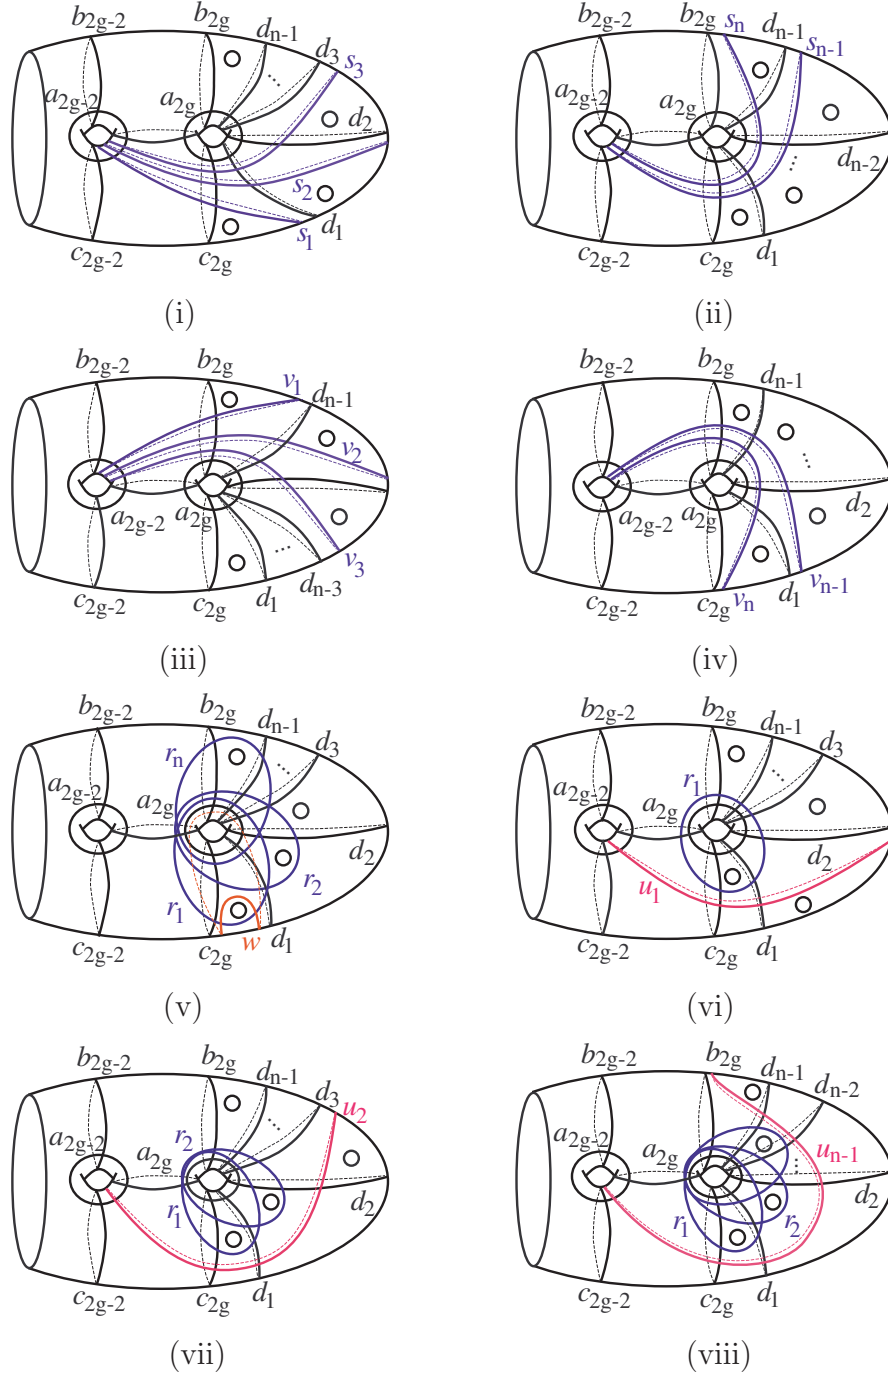 b2g-2 b2g dn-1 d3 s3
a2g-2 a2g d2
s2
s1 d1
c2g-2 c2g
(i)
b2g sn dn-1 sn-1
b2g-2
a2g-2 a2g
dn-2
c2g-2 c2g d1
(ii)
b2g-2 b2g v1 dn-1
v2
a2g-2 a2g
v3 dn-3
c2g-2 c2g d1
(iii)
b2g-2 b2g dn-1
a2g-2 a2g d2
c2g-2 c2g vn d1 vn-1
(iv)
b2g-2 b2g dn-1 d3
rn
a2g-2 a2g
d2
r1 r2
c2g-2 c2g w d1
(v)
b2g-2 b2g dn-1 d3
r1
a2g-2 a2g
d2
u1
c2g-2 c2g d1
(vi)
b2g-2 b2g dn-1 d3 u2
a2g-2 a2g r2
r1 d2
c2g-2 c2g d1
(vii)
b2g-2 b2g dn-1 dn-2
a2g-2 a2g un-1
r1 r2 d2
c2g-2 c2g d1
(viii)